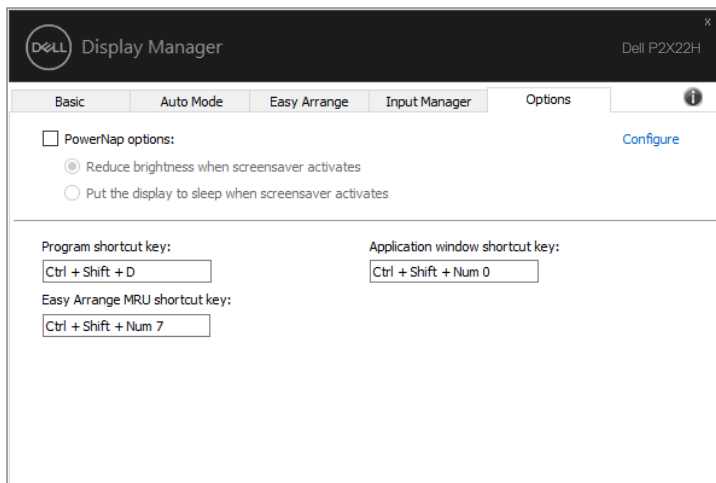 x
DELL Display Manager
Dell P2X22H
Basic Auto Mode Easy Arrange Input Manager Options i
PowerNap options: Configure
Reduce brightness when screensaver activates
Put the display to sleep when screensaver activates
Program shortcut key: Application window shortcut key:
Ctrl + Shift + D Ctrl + Shift + Num 0
Easy Arrange MRU shortcut key:
Ctrl + Shift + Num 7